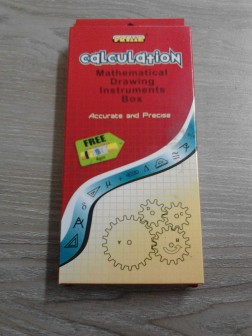 CALCULATION
Mathematical
Drawing
Instruments
Box
Accurate and Precise
FREE